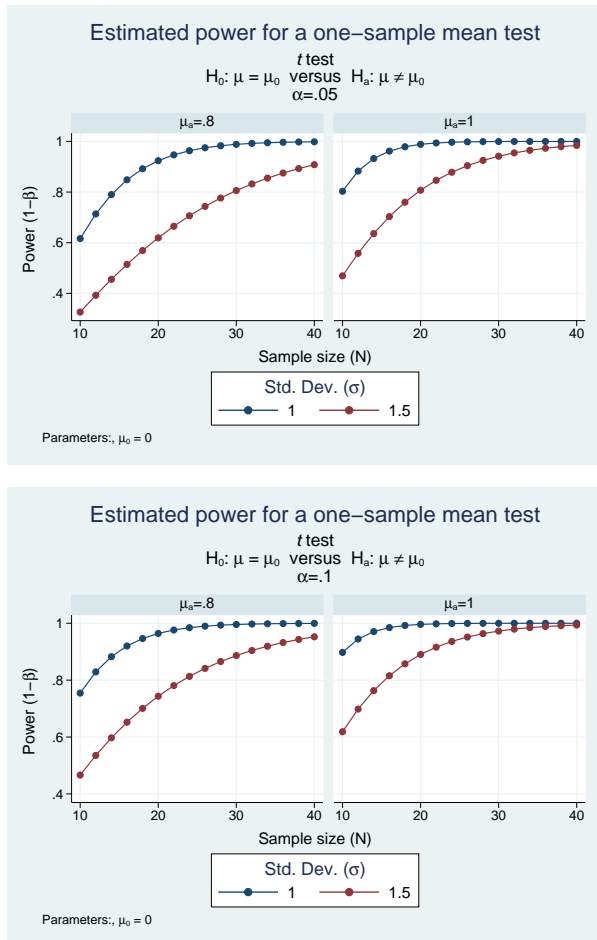 Estimated power for a one−sample mean test
t test
H₀: μ = μ₀ versus Hₐ: μ ≠ μ₀
α=.05
μₐ=.8
μₐ=1
Power (1−β)
1
.8
.6
.4
10 20 30 40
10 20 30 40
Sample size (N)
Std. Dev. (σ)
1 1.5
Parameters:, μ₀ = 0
Estimated power for a one−sample mean test
t test
H₀: μ = μ₀ versus Hₐ: μ ≠ μ₀
α=.1
μₐ=.8
μₐ=1
Power (1−β)
1
.8
.6
.4
10 20 30 40
10 20 30 40
Sample size (N)
Std. Dev. (σ)
1 1.5
Parameters:, μ₀ = 0